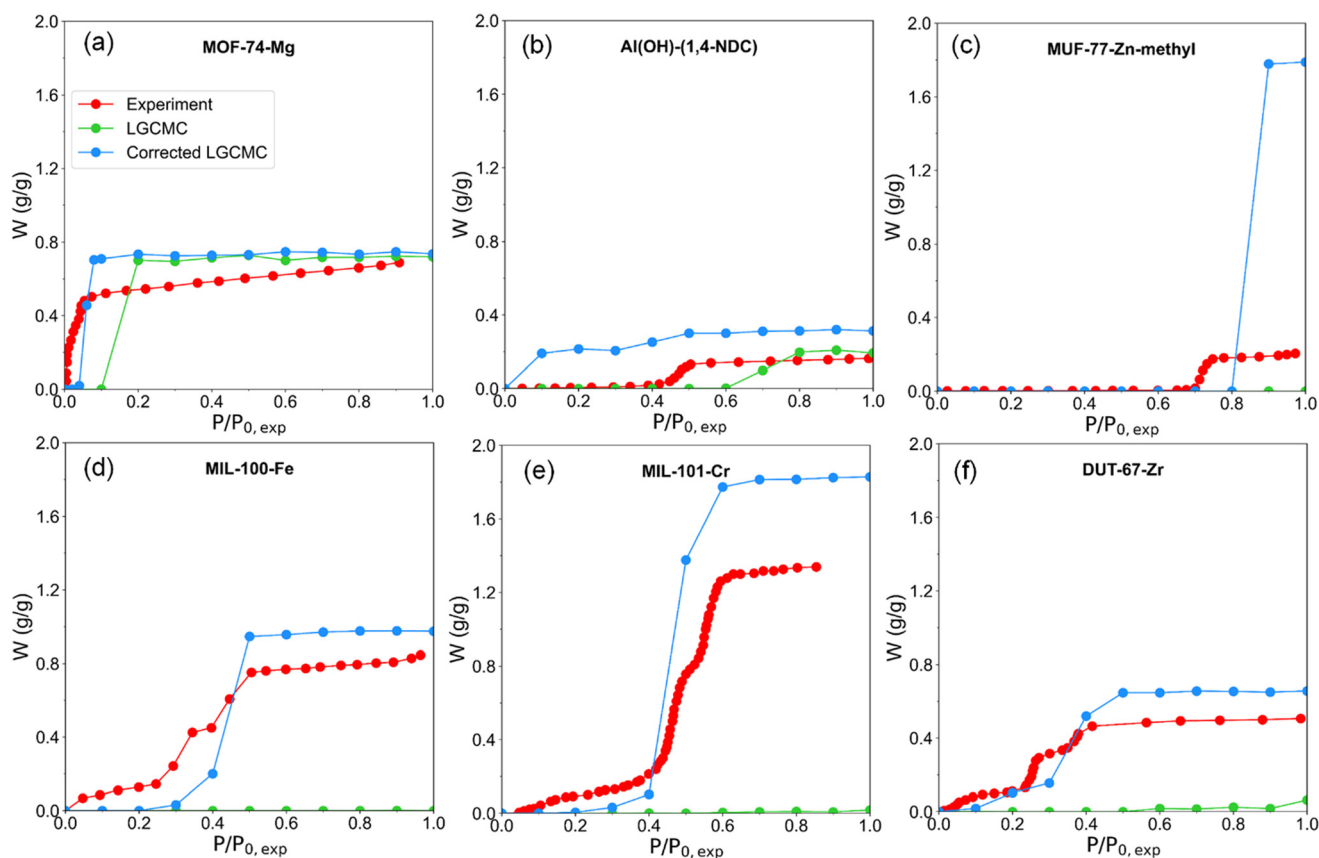 (a) MOF-74-Mg
Experiment
LGCMC
Corrected LGCMC
W (g/g)
2.0
1.6
1.2
0.8
0.4
0.0
0.0 0.2 0.4 0.6 0.8 1.0
P/P0, exp
(b) Al(OH)-(1,4-NDC)
W (g/g)
2.0
1.6
1.2
0.8
0.4
0.0
0.0 0.2 0.4 0.6 0.8 1.0
P/P0, exp
(c) MUF-77-Zn-methyl
W (g/g)
2.0
1.6
1.2
0.8
0.4
0.0
0.0 0.2 0.4 0.6 0.8 1.0
P/P0, exp
(d) MIL-100-Fe
W (g/g)
2.0
1.6
1.2
0.8
0.4
0.0
0.0 0.2 0.4 0.6 0.8 1.0
P/P0, exp
(e) MIL-101-Cr
W (g/g)
2.0
1.6
1.2
0.8
0.4
0.0
0.0 0.2 0.4 0.6 0.8 1.0
P/P0, exp
(f) DUT-67-Zr
W (g/g)
2.0
1.6
1.2
0.8
0.4
0.0
0.0 0.2 0.4 0.6 0.8 1.0
P/P0, exp